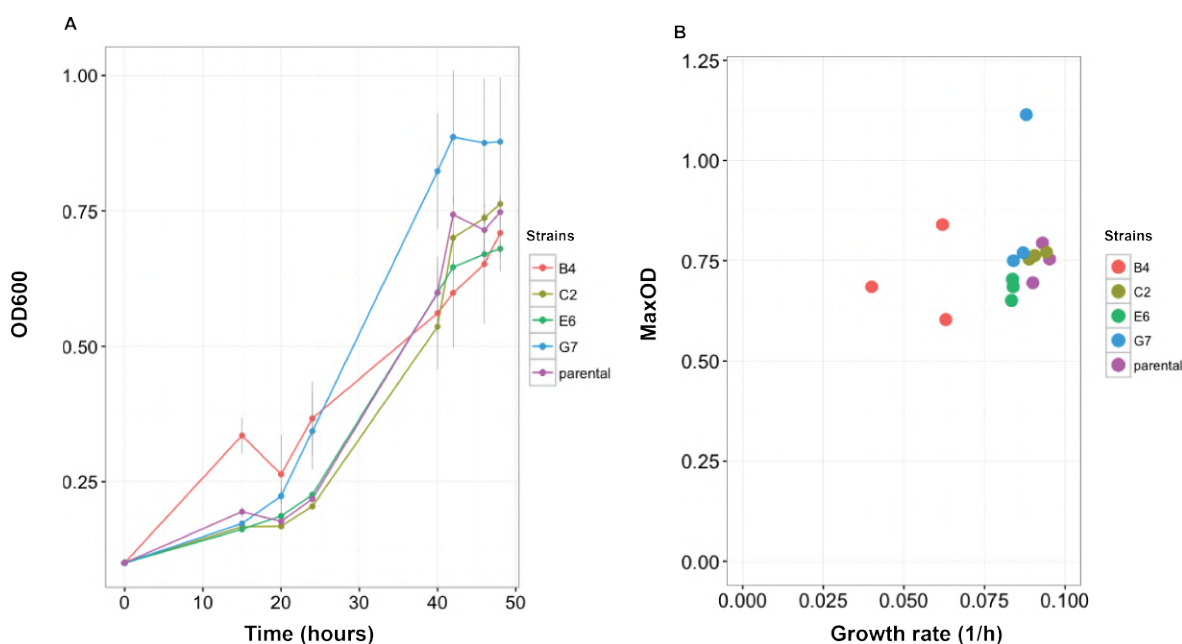 A
OD600
1.00
0.75
0.50
0.25
0
10
20
30
40
50
Time (hours)
Strains
B4
C2
E6
G7
parental
B
MaxOD
1.25
1.00
0.75
0.50
0.25
0.00
0.000
0.025
0.050
0.075
0.100
Growth rate (1/h)
Strains
B4
C2
E6
G7
parental